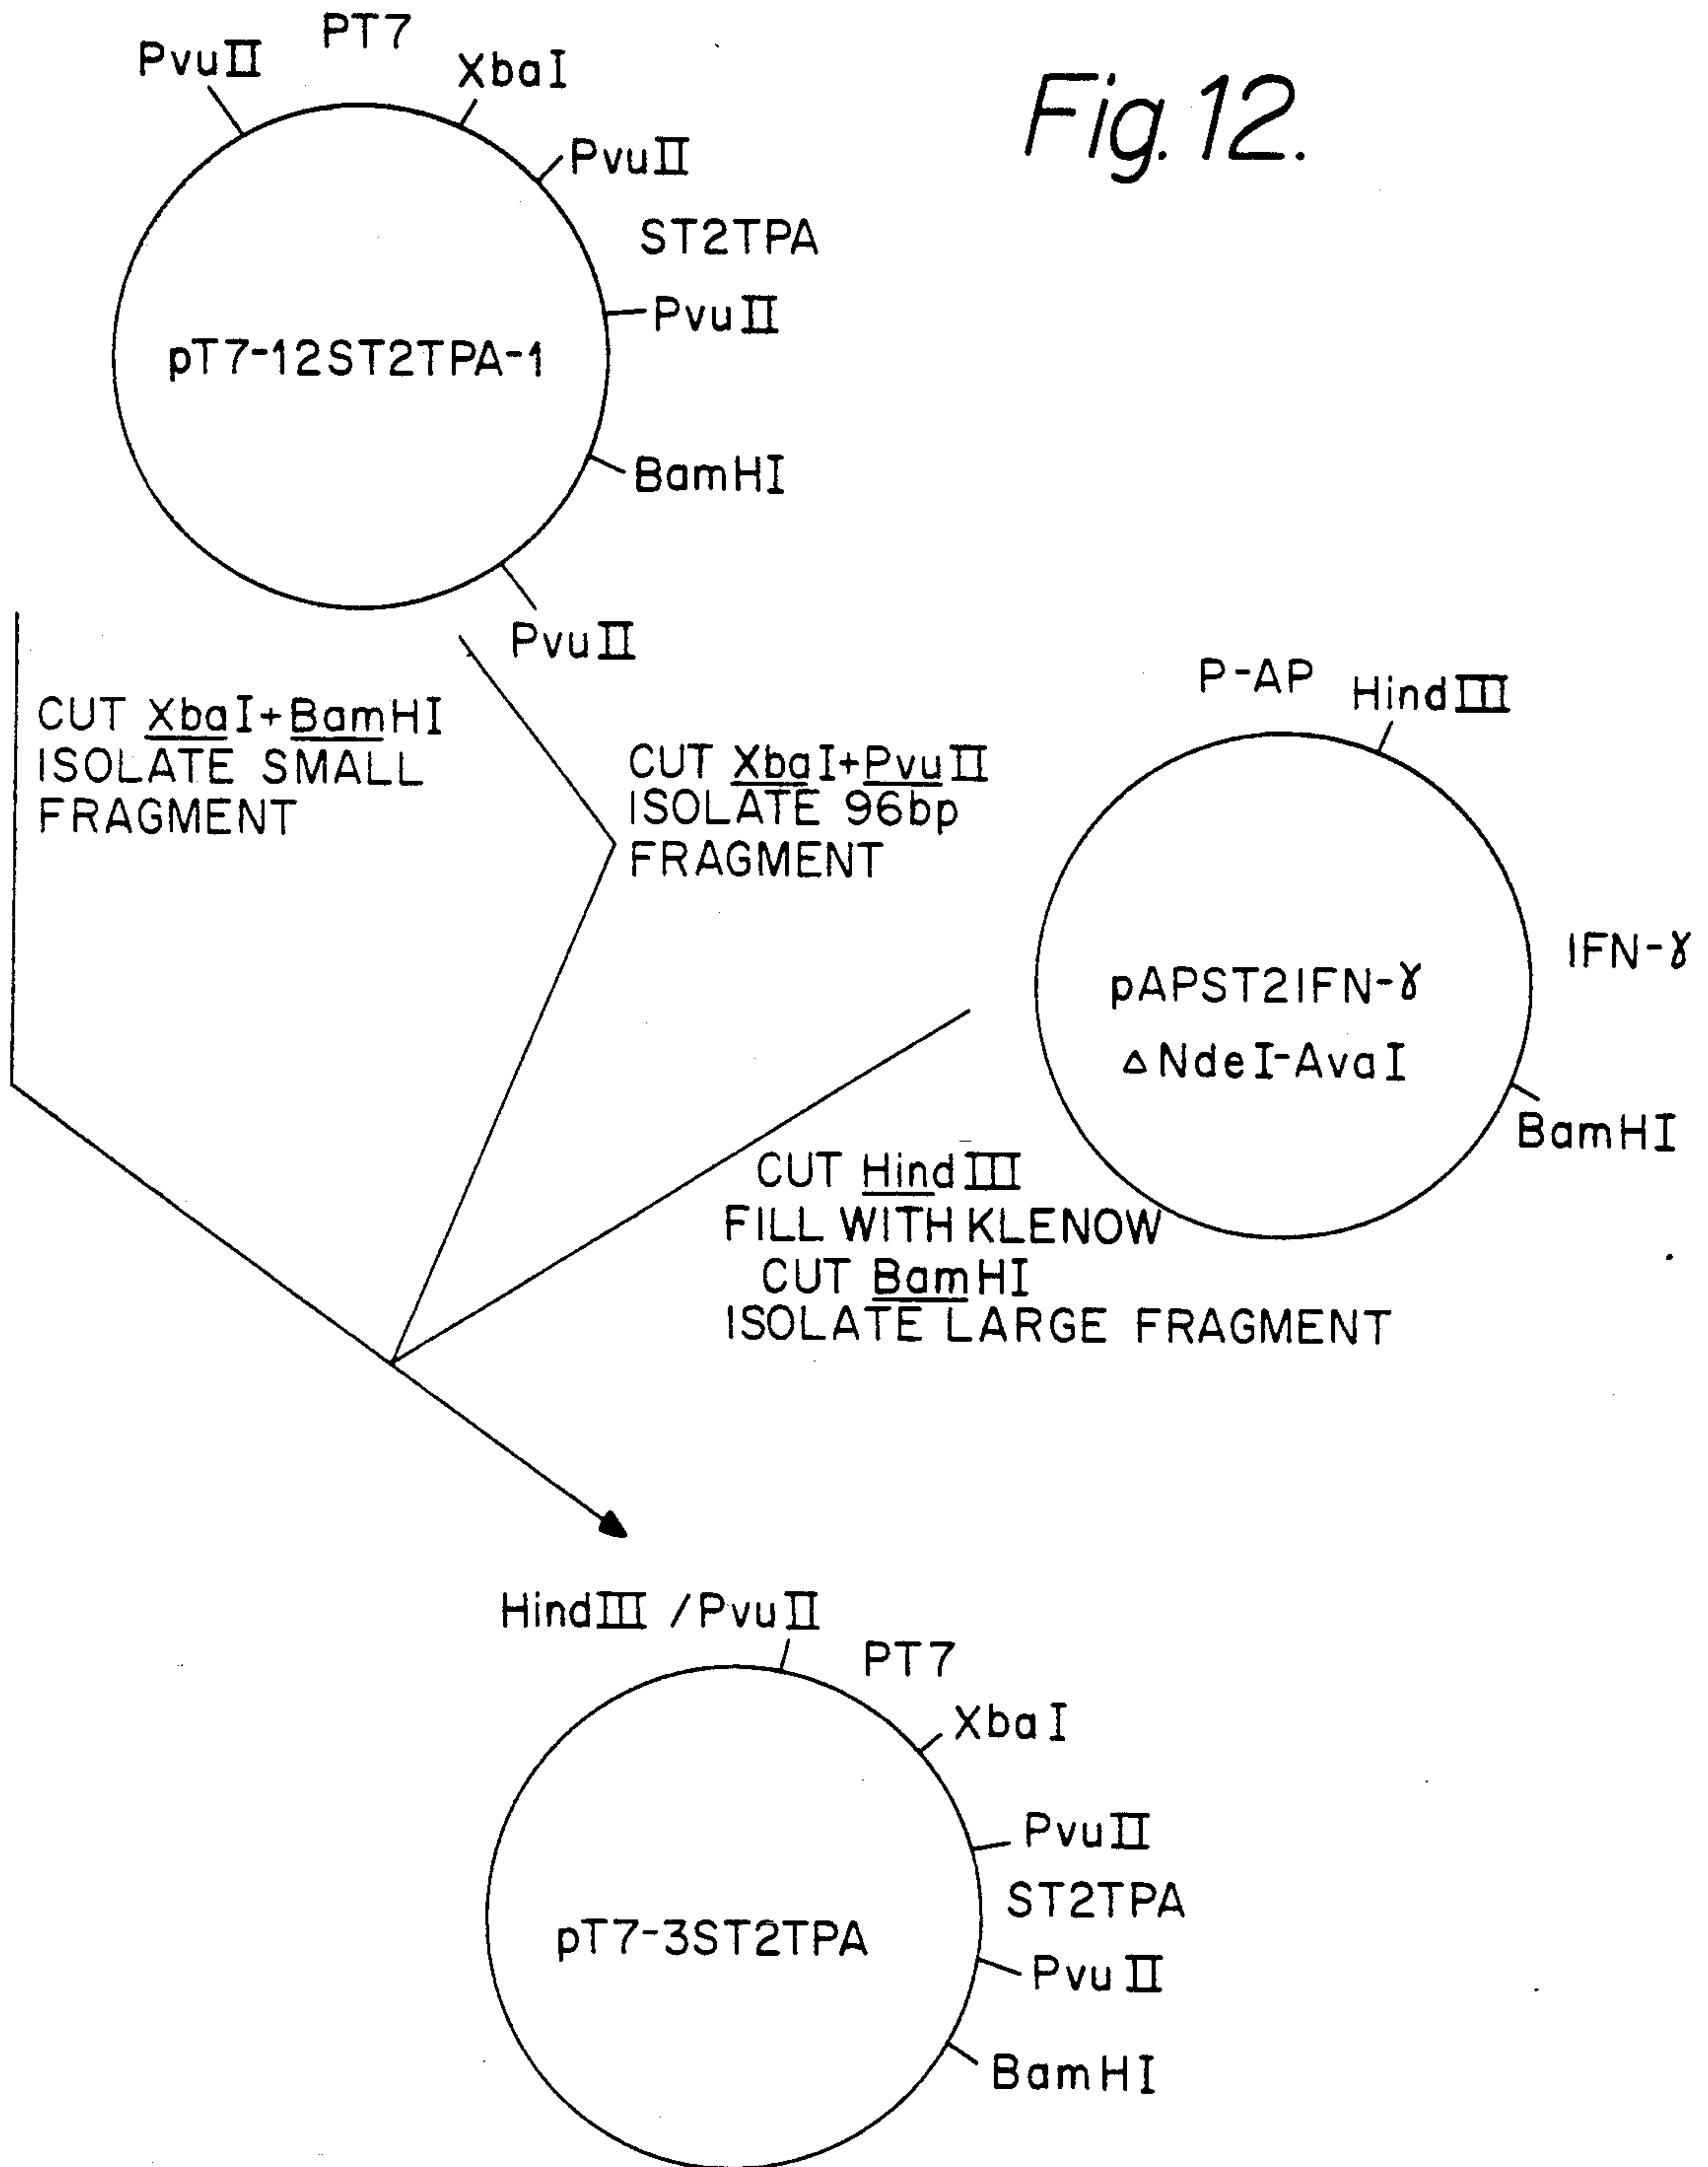 Fig. 12.
PT7
PvuII
XbaI
PvuII
ST2TPA
PvuII
pT7-12ST2TPA-1
BamHI
PvuII
CUT XbaI+BamHI
ISOLATE SMALL
FRAGMENT
CUT XbaI+PvuII
ISOLATE 96bp
FRAGMENT
P-AP
HindIII
IFN-γ
pAPST2IFN-γ
ΔNdeI-AvaI
BamHI
CUT HindIII
FILL WITH KLENOW
CUT BamHI
ISOLATE LARGE FRAGMENT
HindIII /PvuII
PT7
XbaI
PvuII
ST2TPA
pT7-3ST2TPA
PvuII
BamHI